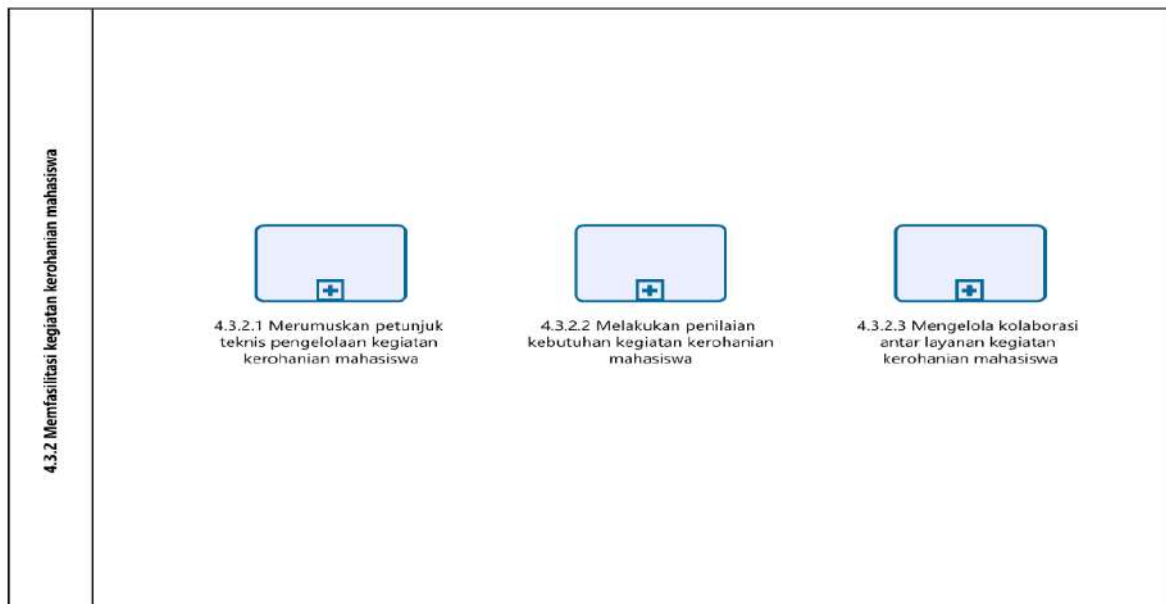 4.3.2 Memfasilitasi kegiatan kerohanian mahasiswa
4.3.2.1 Merumuskan petunjuk
teknis pengelolaan kegiatan
kerohanian mahasiswa
4.3.2.2 Melakukan penilaian
kebutuhan kegiatan kerohanian
mahasiswa
4.3.2.3 Mengelola kolaborasi
antar layanan kegiatan
kerohanian mahasiswa